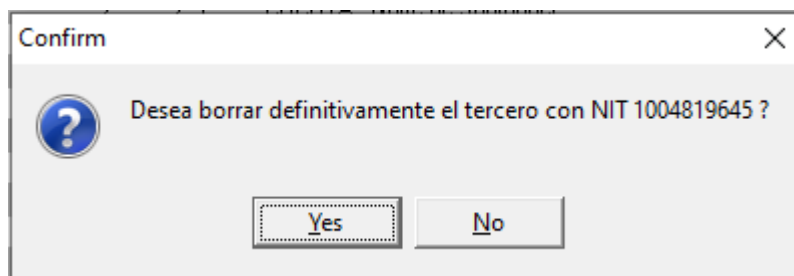 Confirm
Desea borrar definitivamente el tercero con NIT 1004819645 ?
Yes
No